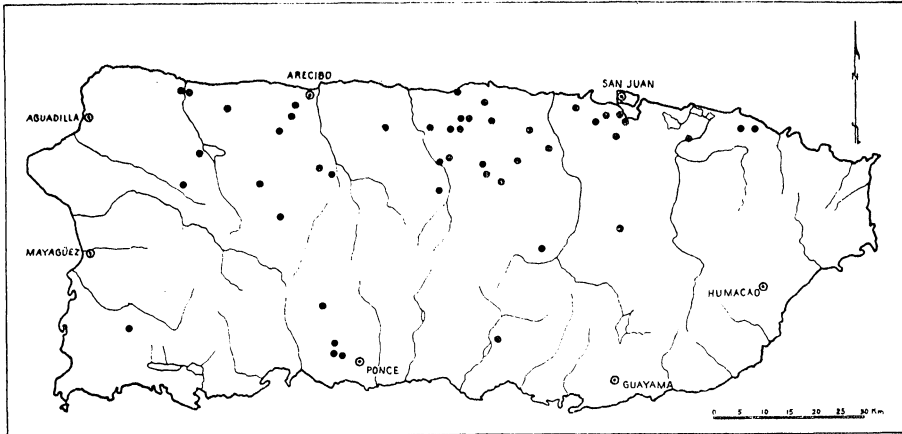 ARECIBO
SAN JUAN
AGUADILLA
N
MAYAGÜEZ
HUMACAO
PONCE
GUAYAMA
0 5 10 15 20 25 30 Km